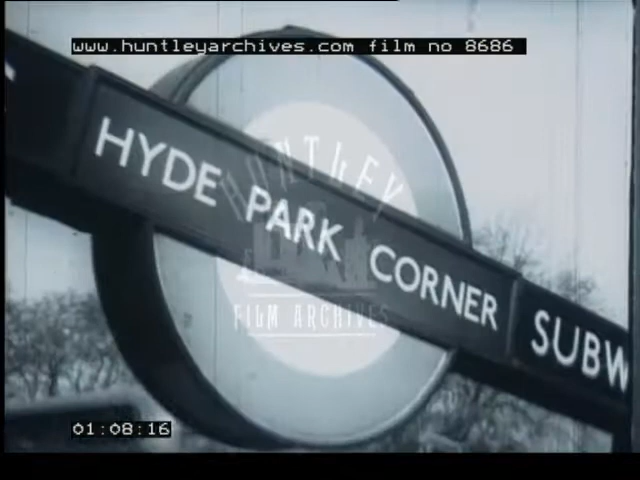 www.huntleyarchives.com film no 8686
HYDE PARK CORNER SUBW
HUNTLEY
FILM ARCHIVES
01:08:16